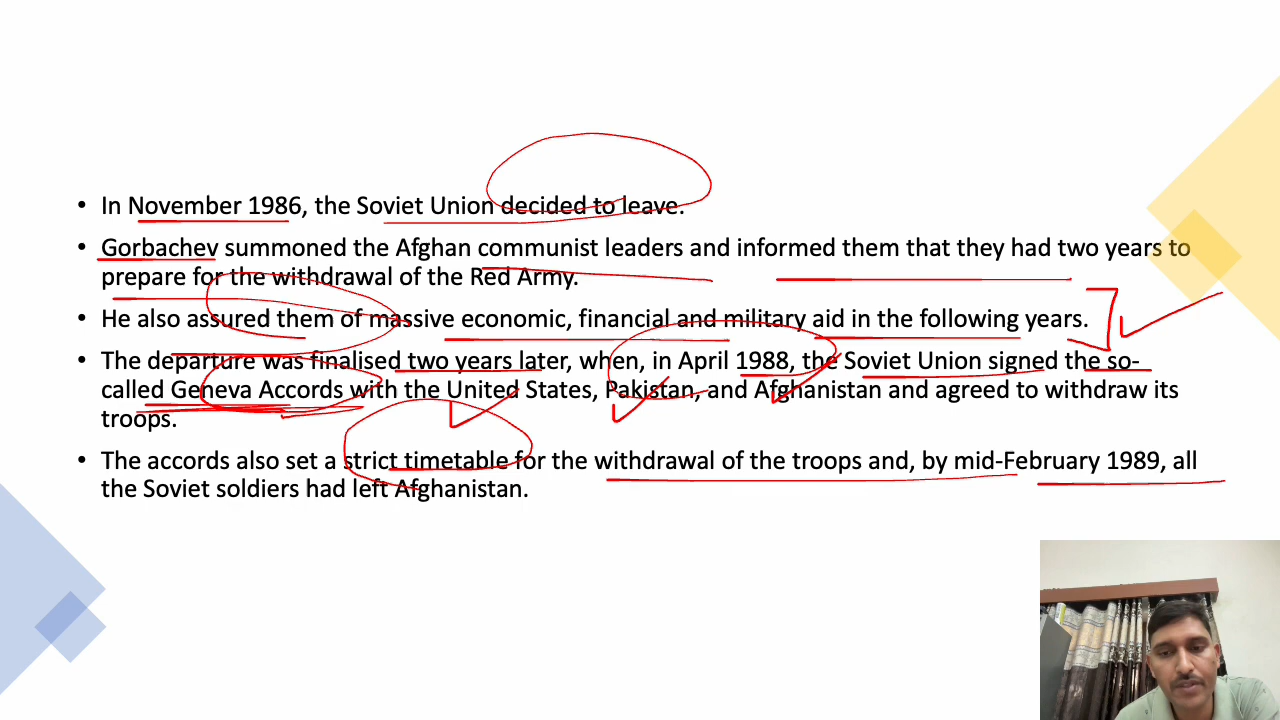 • In November 1986, the Soviet Union decided to leave.
• Gorbachev summoned the Afghan communist leaders and informed them that they had two years to
prepare for the withdrawal of the Red Army.
• He also assured them of massive economic, financial and military aid in the following years.
• The departure was finalised two years later, when, in April 1988, the Soviet Union signed the so-
called Geneva Accords with the United States, Pakistan, and Afghanistan and agreed to withdraw its
troops.
• The accords also set a strict timetable for the withdrawal of the troops and, by mid-February 1989, all
the Soviet soldiers had left Afghanistan.